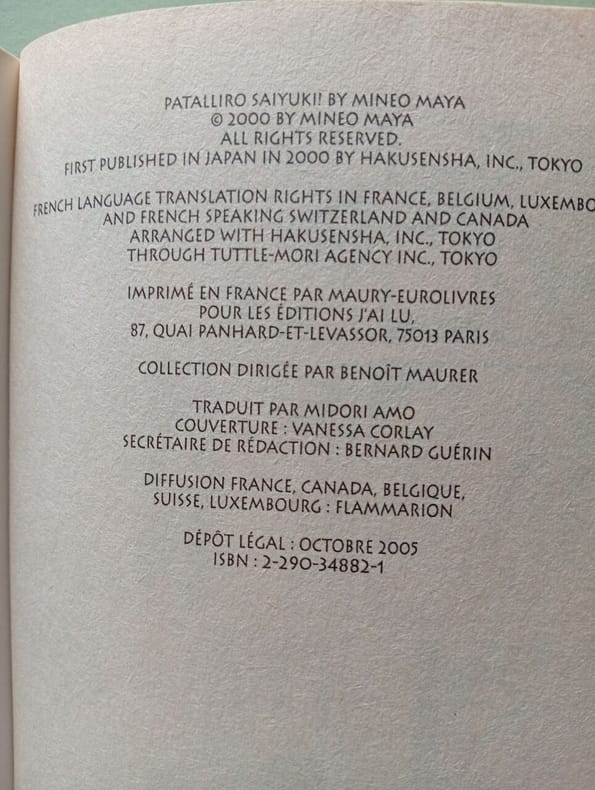 PATALLIRO SAIYUKI! BY MINEO MAYA
© 2000 BY MINEO MAYA
ALL RIGHTS RESERVED.
FIRST PUBLISHED IN JAPAN IN 2000 BY HAKUSENSHA, INC., TOKYO
FRENCH LANGUAGE TRANSLATION RIGHTS IN FRANCE, BELGIUM, LUXEMBO
AND FRENCH SPEAKING SWITZERLAND AND CANADA
ARRANGED WITH HAKUSENSHA, INC., TOKYO
THROUGH TUTTLE-MORI AGENCY INC., TOKYO
IMPRIMÉ EN FRANCE PAR MAURY-EUROLIVRES
POUR LES ÉDITIONS J'AI LU,
87, QUAI PANHARD-ET-LEVASSOR, 75013 PARIS
COLLECTION DIRIGÉE PAR BENOÎT MAURER
TRADUIT PAR MIDORI AMO
COUVERTURE : VANESSA CORLAY
SECRÉTAIRE DE RÉDACTION : BERNARD GUÉRIN
DIFFUSION FRANCE, CANADA, BELGIQUE,
SUISSE, LUXEMBOURG : FLAMMARION
DÉPÔT LÉGAL : OCTOBRE 2005
ISBN : 2-290-34882-1